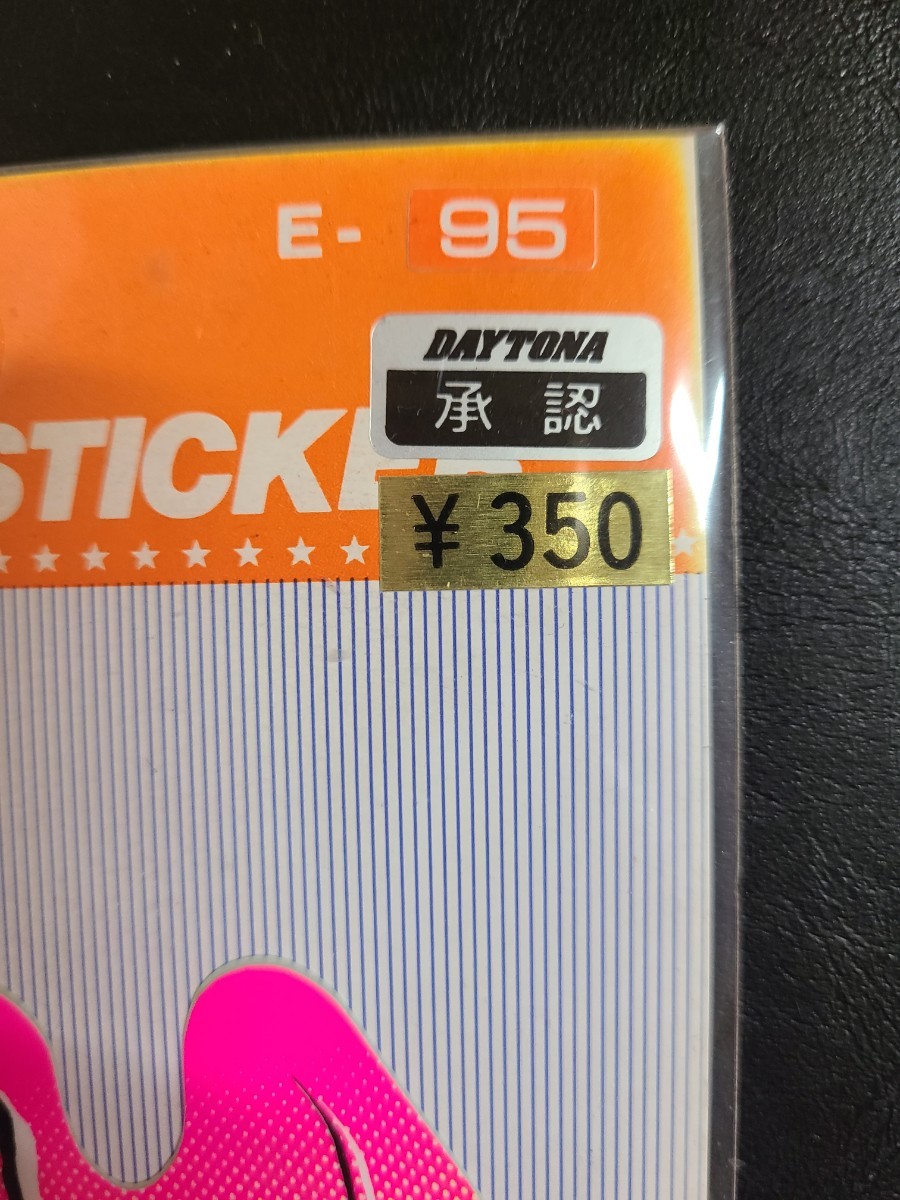 E- 95
DAYTONA
承認
STICKER
¥350